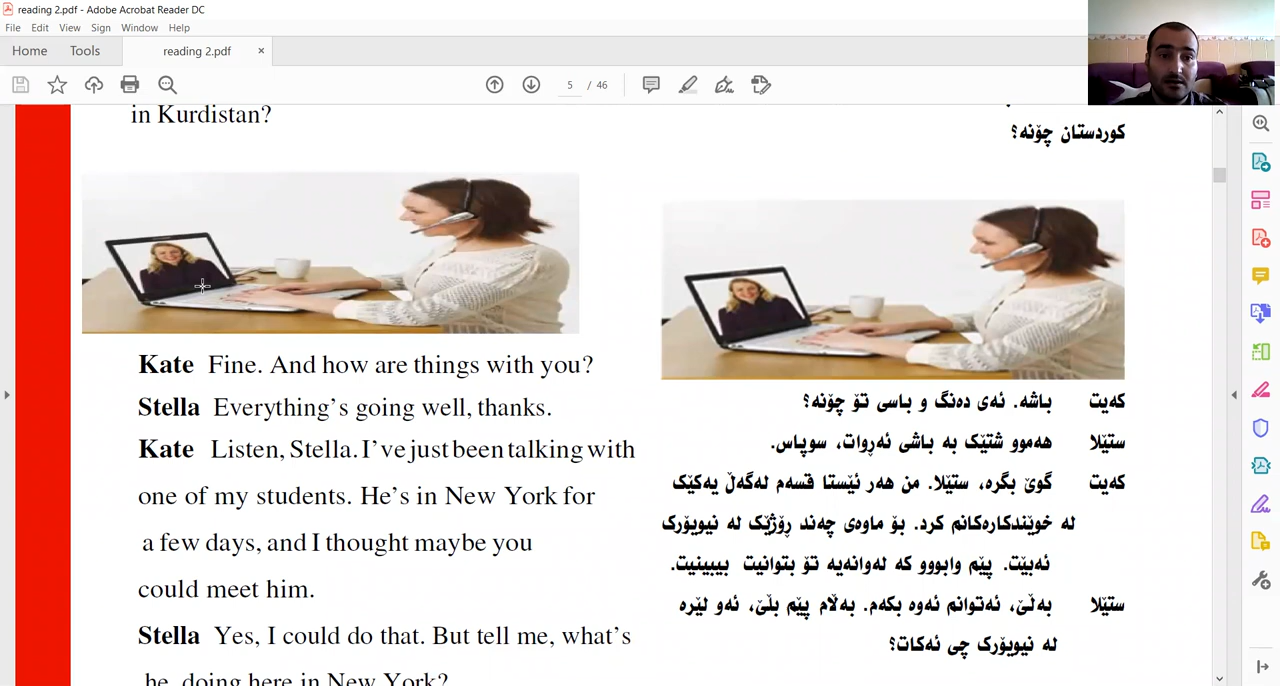 reading 2.pdf - Adobe Acrobat Reader DC
File Edit View Sign Window Help
Home Tools reading 2.pdf ×
5 / 46
in Kurdistan?
کوردستان چۆنە؟
Kate Fine. And how are things with you?
Stella Everything's going well, thanks.
Kate Listen, Stella. I've just been talking with
one of my students. He's in New York for
a few days, and I thought maybe you
could meet him.
Stella Yes, I could do that. But tell me, what's
he doing here in New York?
کەیت باشە. ئەی دەنگ و باسی تۆ چۆنە؟
ستێلا هەموو شتێک بە باشی ئەڕوات، سوپاس.
کەیت گوێ بگرە، ستێلا. من هەر ئێستا قسەم لەگەڵ یەکێک
لە خوێندکارەکانم کرد. بۆ ماوەی چەند ڕۆژێک لە نیویۆرک
ئەبێت. پێم وابووو کە لەوانەیە تۆ بتوانیت بیبینیت.
ستێلا بەڵێ، ئەتوانم ئەوە بکەم. بەڵام پێم بڵێ، ئەو لێرە
لە نیویۆرک چی ئەکات؟